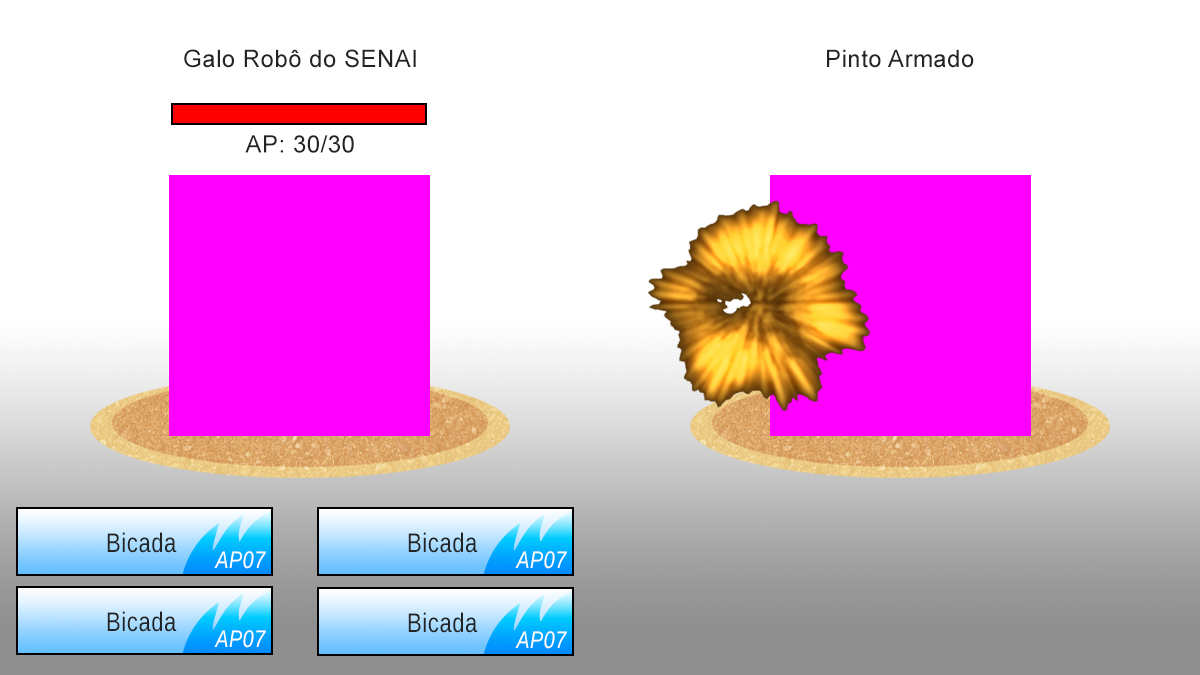 Galo Robô do SENAI
Pinto Armado
AP: 30/30
Bicada
AP07
Bicada
AP07
Bicada
AP07
Bicada
AP07